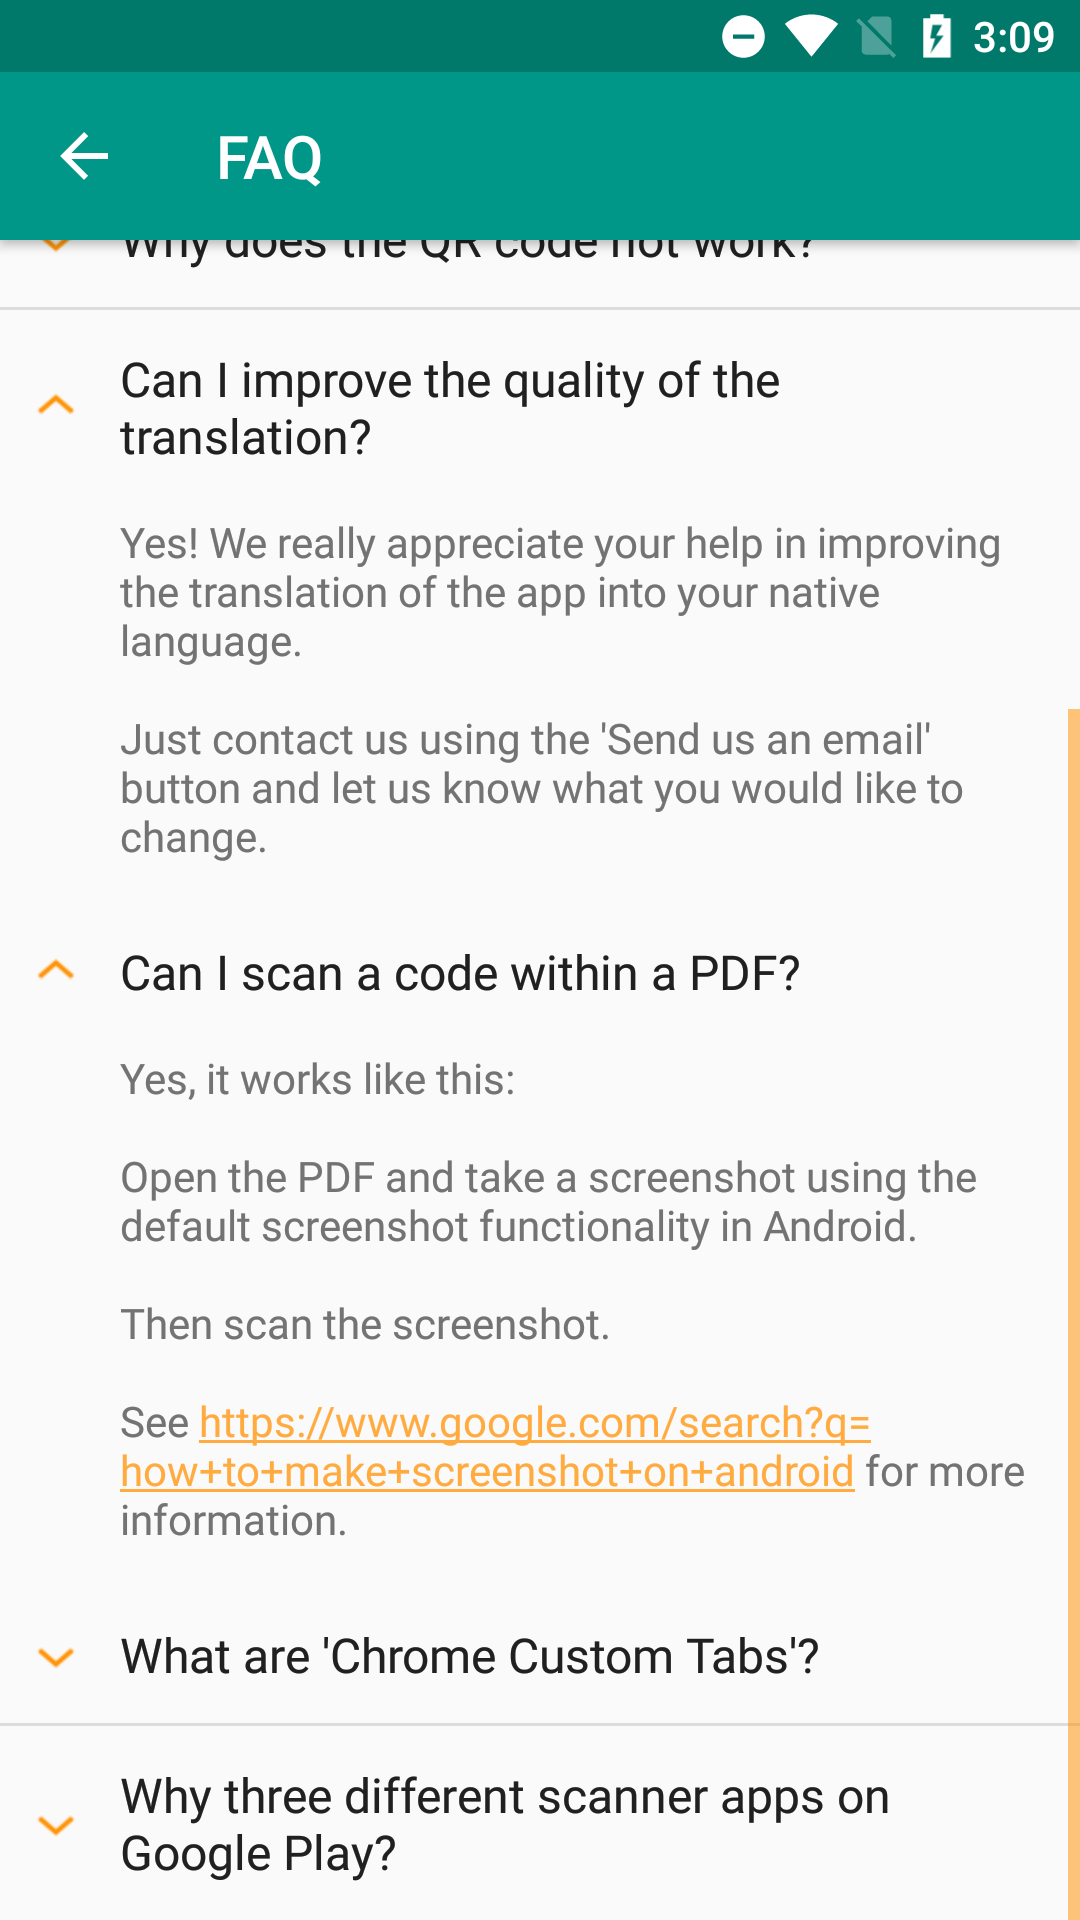 3:09
FAQ
Why does the QR code not work?
Can I improve the quality of the
translation?
Yes! We really appreciate your help in improving
the translation of the app into your native
language.
Just contact us using the 'Send us an email'
button and let us know what you would like to
change.
Can I scan a code within a PDF?
Yes, it works like this:
Open the PDF and take a screenshot using the
default screenshot functionality in Android.
Then scan the screenshot.
See https://www.google.com/search?q=
how+to+make+screenshot+on+android for more
information.
What are 'Chrome Custom Tabs'?
Why three different scanner apps on
Google Play?